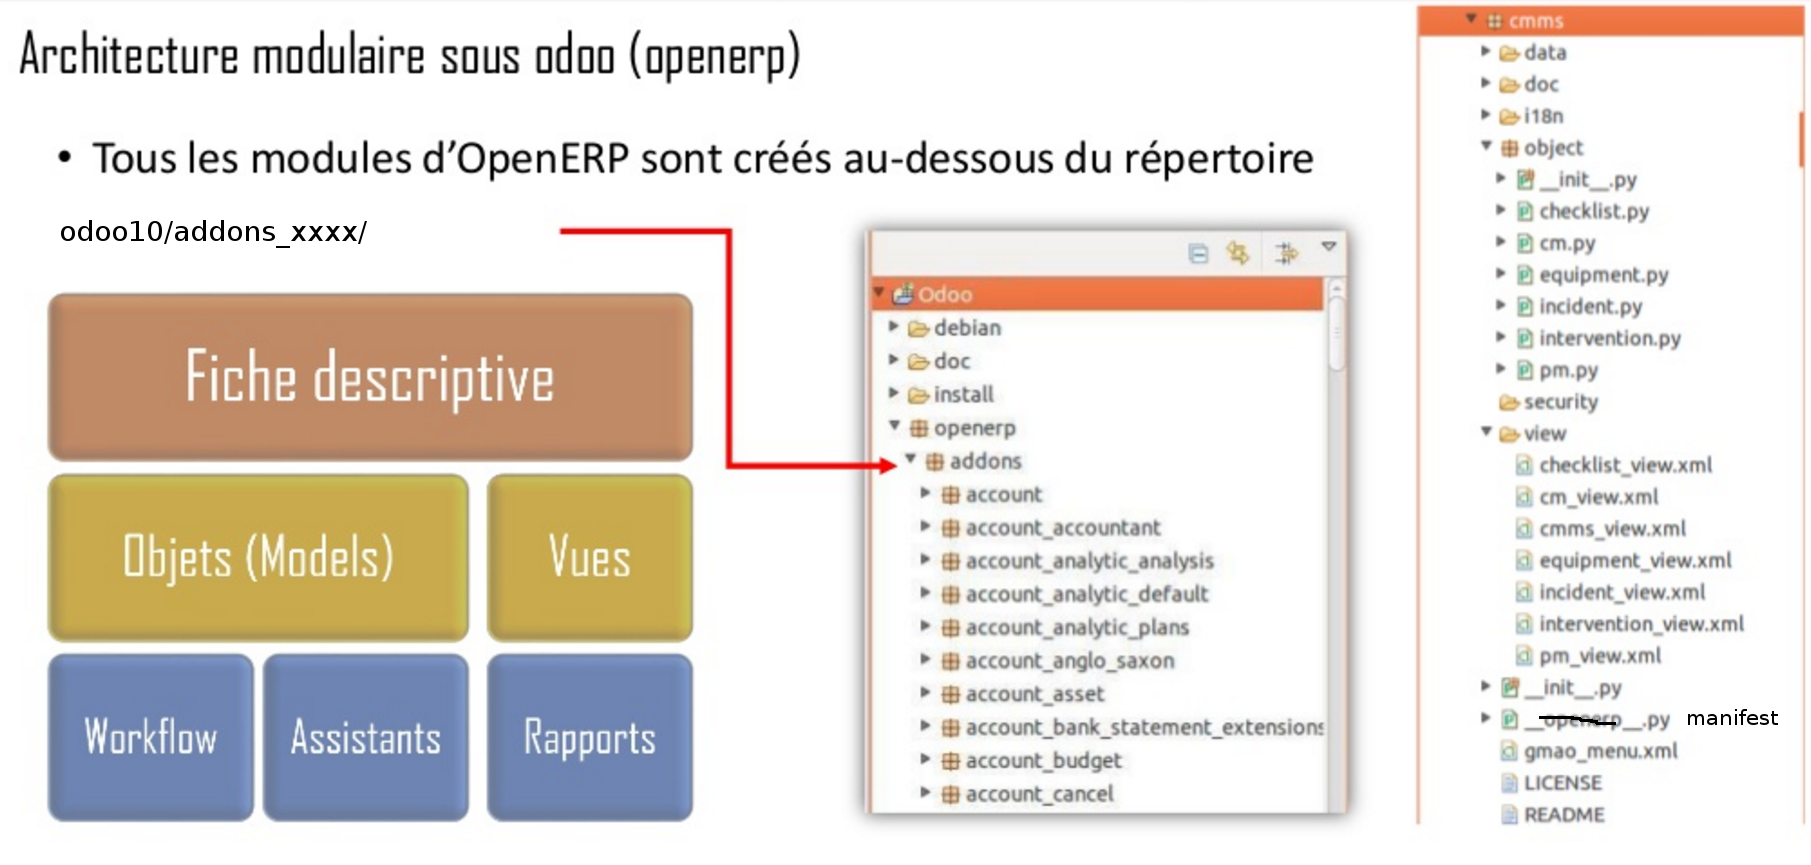 Architecture modulaire sous odoo (openerp)
• Tous les modules d’OpenERP sont créés au-dessous du répertoire
odoo10/addons_xxxx/
Fiche descriptive
Objets (Models)
Vues
Workflow
Assistants
Rapports
Odoo
debian
doc
install
openerp
addons
account
account_accountant
account_analytic_analysis
account_analytic_default
account_analytic_plans
account_anglo_saxon
account_asset
account_bank_statement_extensions
account_budget
account_cancel
cmms
data
doc
i18n
object
__init__.py
checklist.py
cm.py
equipment.py
incident.py
intervention.py
pm.py
security
view
checklist_view.xml
cm_view.xml
cmms_view.xml
equipment_view.xml
incident_view.xml
intervention_view.xml
pm_view.xml
__init__.py
__openerp__.py manifest
gmao_menu.xml
LICENSE
README